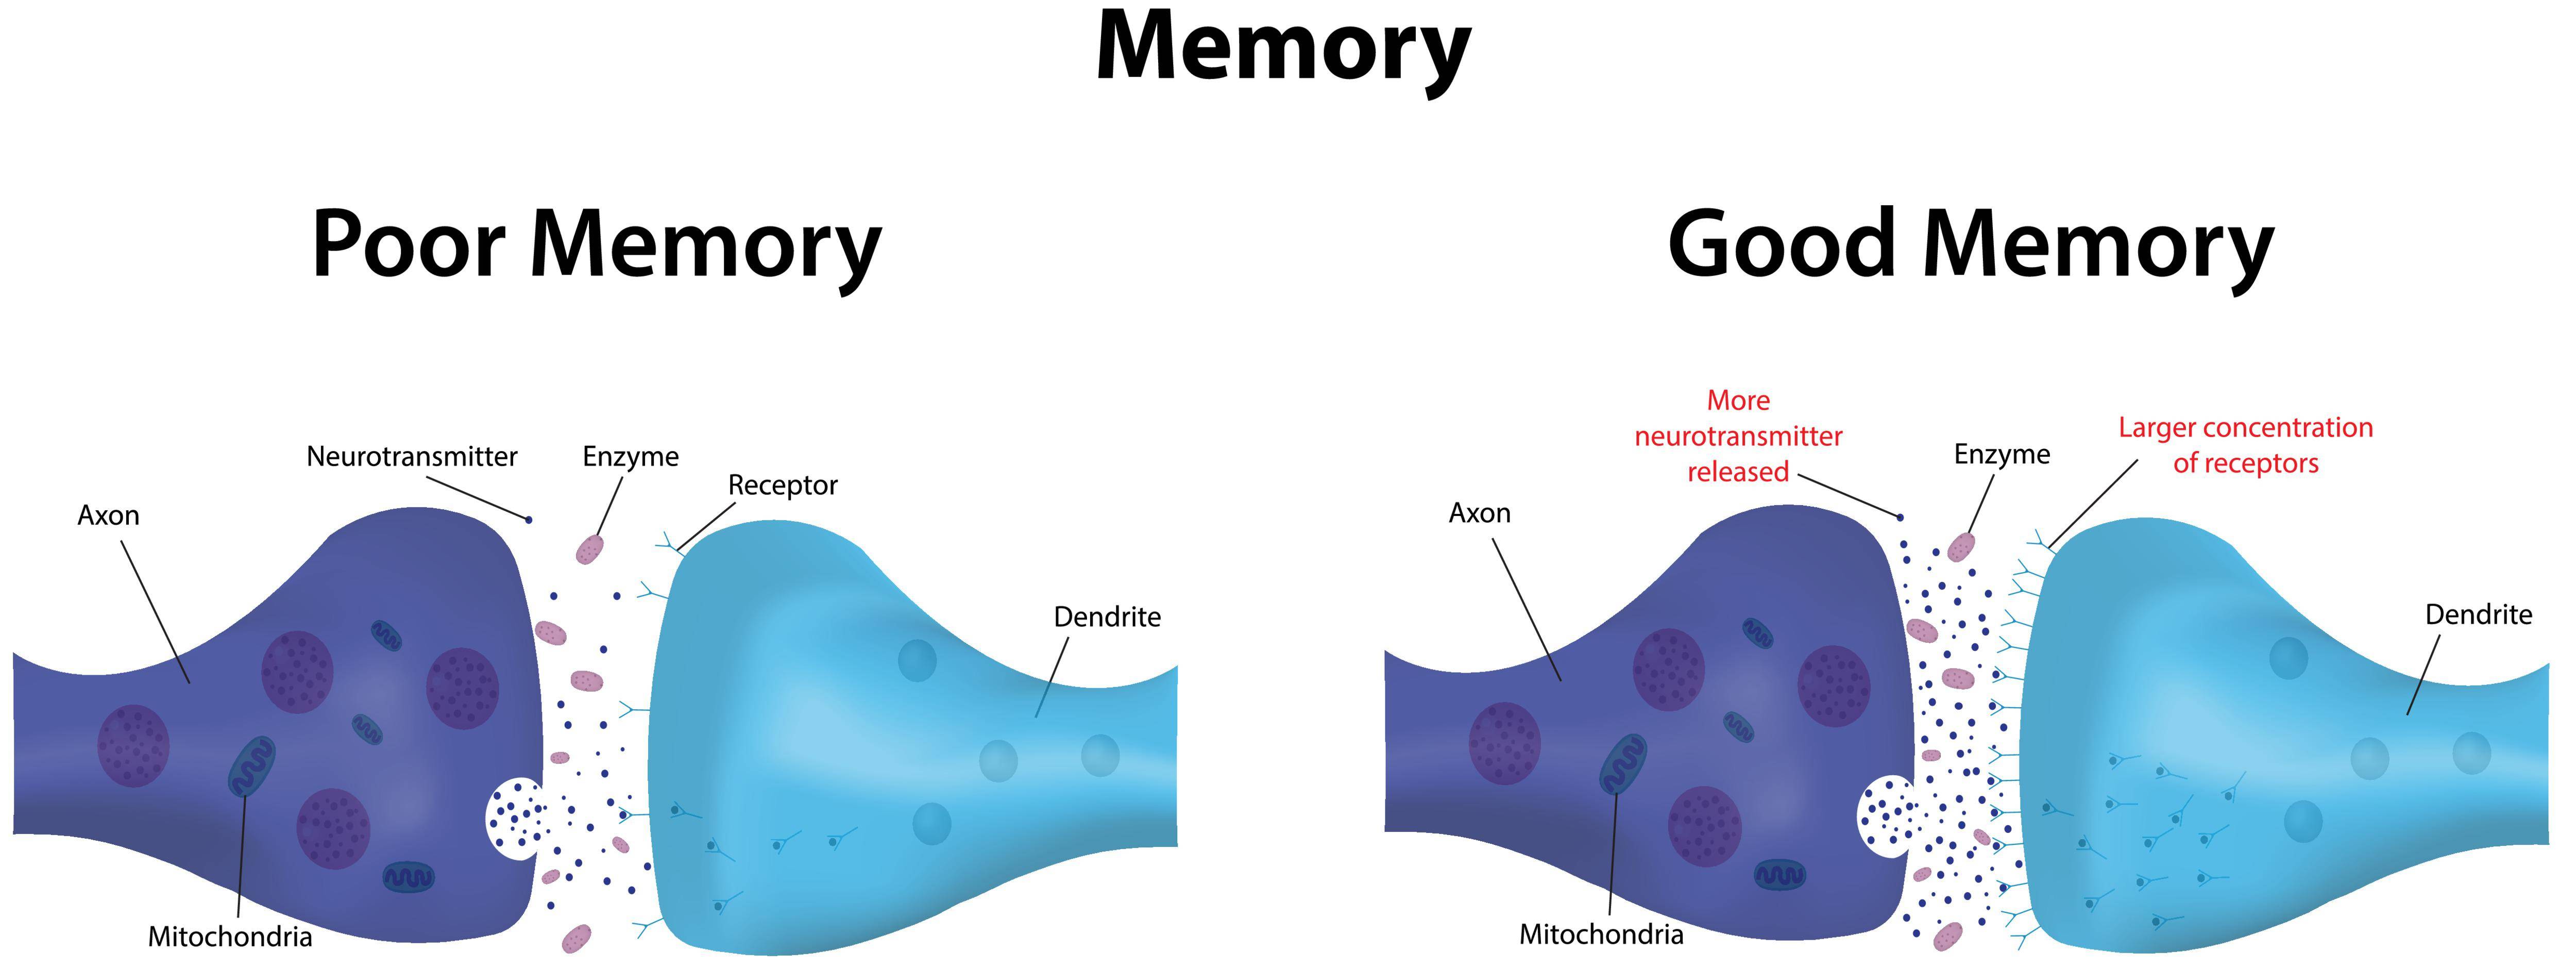 Memory
Poor Memory
Neurotransmitter
Enzyme
Receptor
Axon
Dendrite
Mitochondria
Good Memory
More
neurotransmitter
released
Enzyme
Larger concentration
of receptors
Axon
Dendrite
Mitochondria